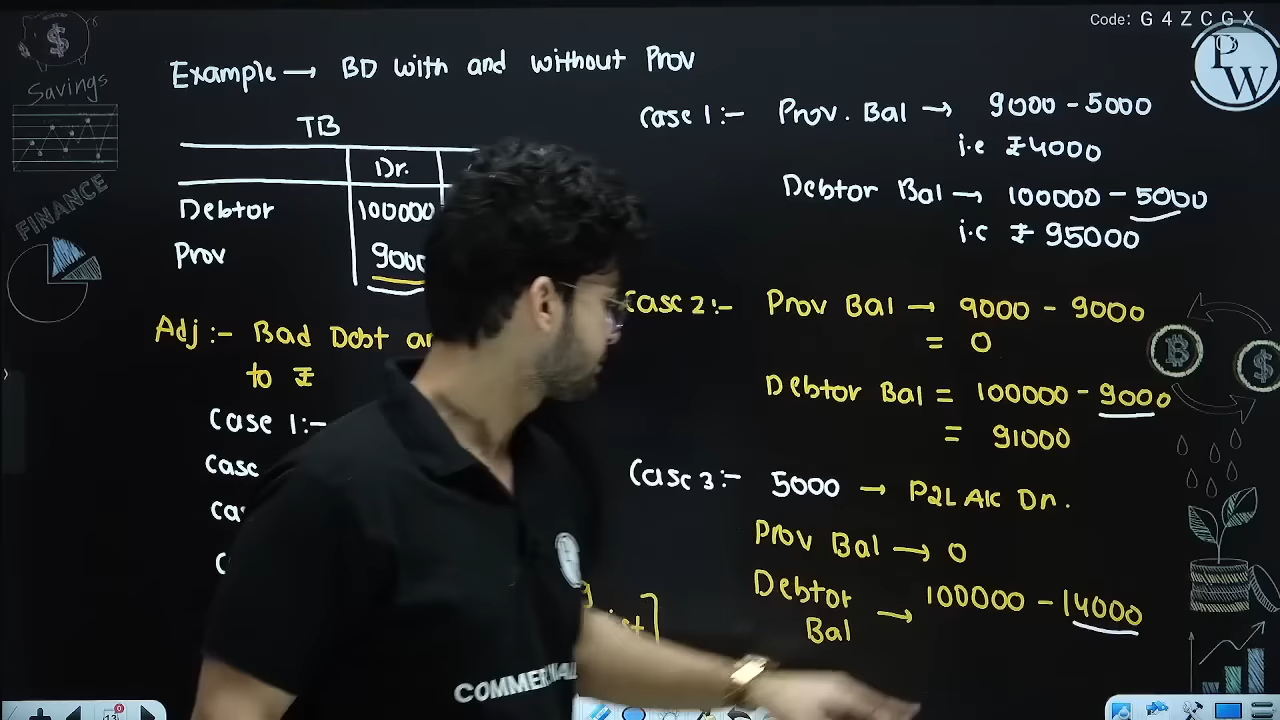 Code: G 4 Z C G X
PW
Savings
FINANCE
Example → BD with and without Prov
TB
Dr.
Debtor 100000
Prov
Adj :- Bad Debt
to ₹
Case 1:-
Case
Case 1:- Prov. Bal → 9000 - 5000
i.e ₹4000
Debtor Bal → 100000 - 5000
i.e ₹ 95000
Case 2:- Prov Bal → 9000 - 9000
= 0
Debtor Bal = 100000 - 9000
= 91000
Case 3:- 5000 → P2L A/c Dr.
Prov Bal → 0
Debtor Bal → 100000 - 14000